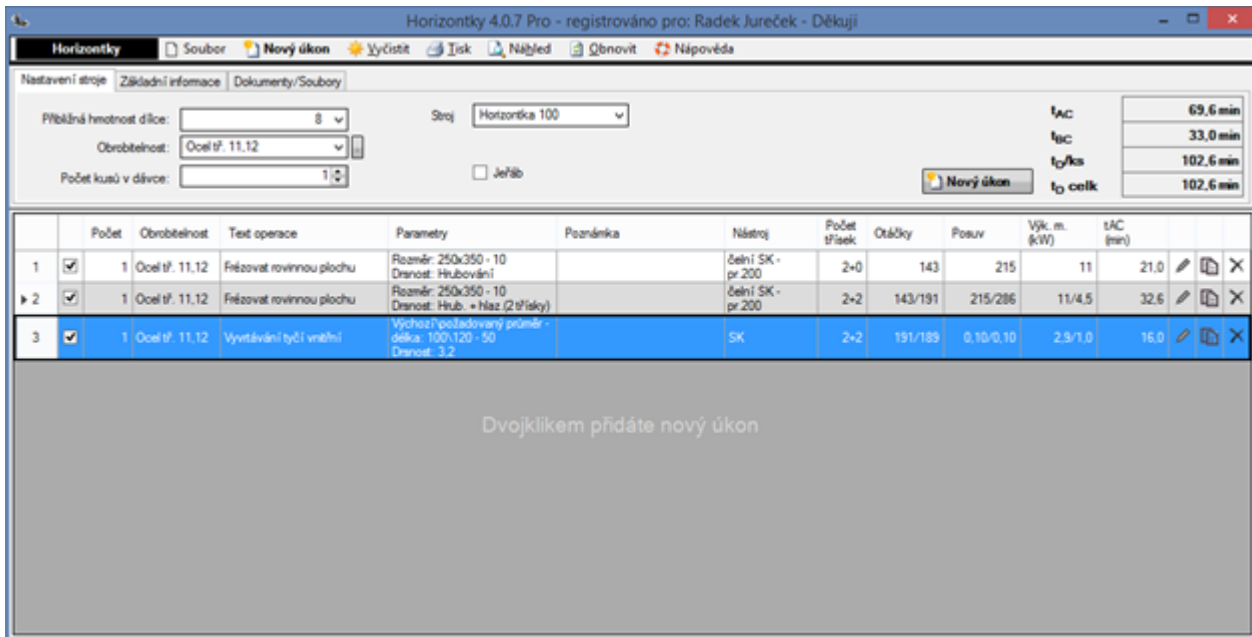 Horizontky 4.0.7 Pro - registrováno pro: Radek Jureček - Děkuji
Horizontky Soubor Nový úkon Vyčistit Tisk Náhled Obnovit Nápověda
Nastavení stroje Základní informace Dokumenty/Soubory
Přibližná hmotnost dílce: 8 Stroj Horizontka 100 tAC 69,6 min
Obrobitelnost: Ocel tř. 11,12 tBC 33,0 min
Počet kusů v dávce: 1 Jeřáb tO/ks 102,6 min
Nový úkon tO celk 102,6 min
Počet Obrobitelnost Text operace Parametry Poznámka Nástroj Počet třísek Otáčky Posuv Výk. m. (kW) tAC (min)
1 1 Ocel tř. 11,12 Frézovat rovinnou plochu Rozměr: 250x350 - 10 Drsnost: Hrubování čelní SK - pr.200 2+0 143 215 11 21,0
2 1 Ocel tř. 11,12 Frézovat rovinnou plochu Rozměr: 250x350 - 10 Drsnost: Hrub. + hlaz.(2 třísky) čelní SK - pr.200 2+2 143/191 215/286 11/4,5 32,6
3 1 Ocel tř. 11,12 Vyvrtávání tyčí vnitřní Výchozí\požadovaný průměr - délka: 100\120 - 50 Drsnost: 3,2 SK 2+2 191/189 0,10/0,10 2,9/1,0 16,0
Dvojklikem přidáte nový úkon